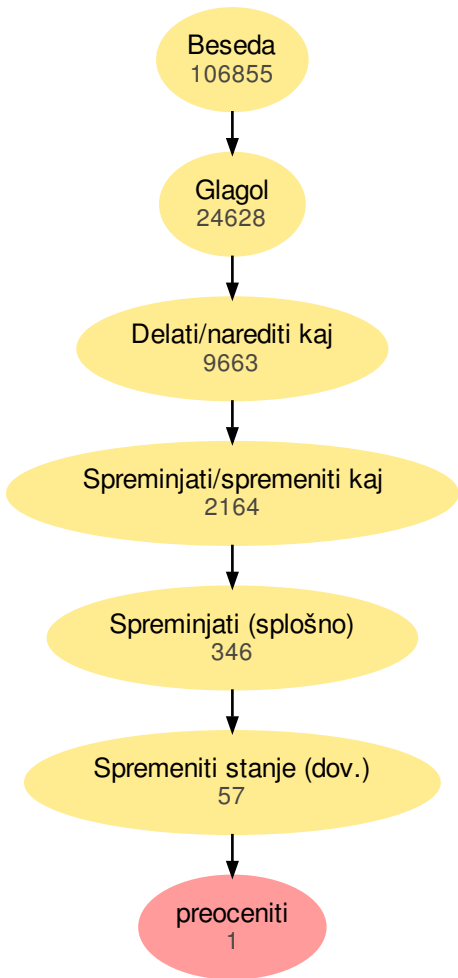 Beseda
106855
Glagol
24628
Delati/narediti kaj
9663
Spreminjati/spremeniti kaj
2164
Spreminjati (splošno)
346
Spremeniti stanje (dov.)
57
preoceniti
1